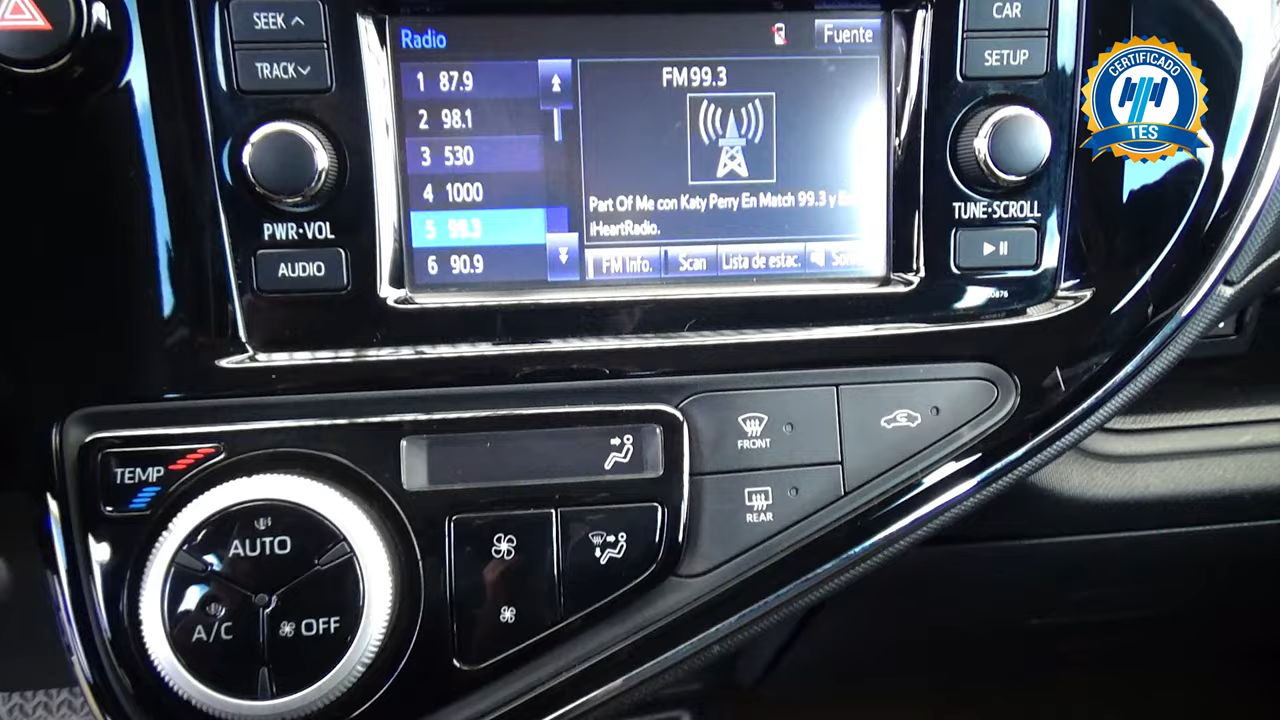 SEEK
TRACK
PWR·VOL
AUDIO
Radio
Fuente
1 87.9
2 98.1
3 530
4 1000
5 99.3
6 90.9
FM 99.3
Part Of Me con Katy Perry En Match 99.3 y
iHeartRadio.
FM Info.
Scan
Lista de estac.
CAR
SETUP
TUNE·SCROLL
CERTIFICADO
TES
TEMP
AUTO
A/C
OFF
FRONT
REAR